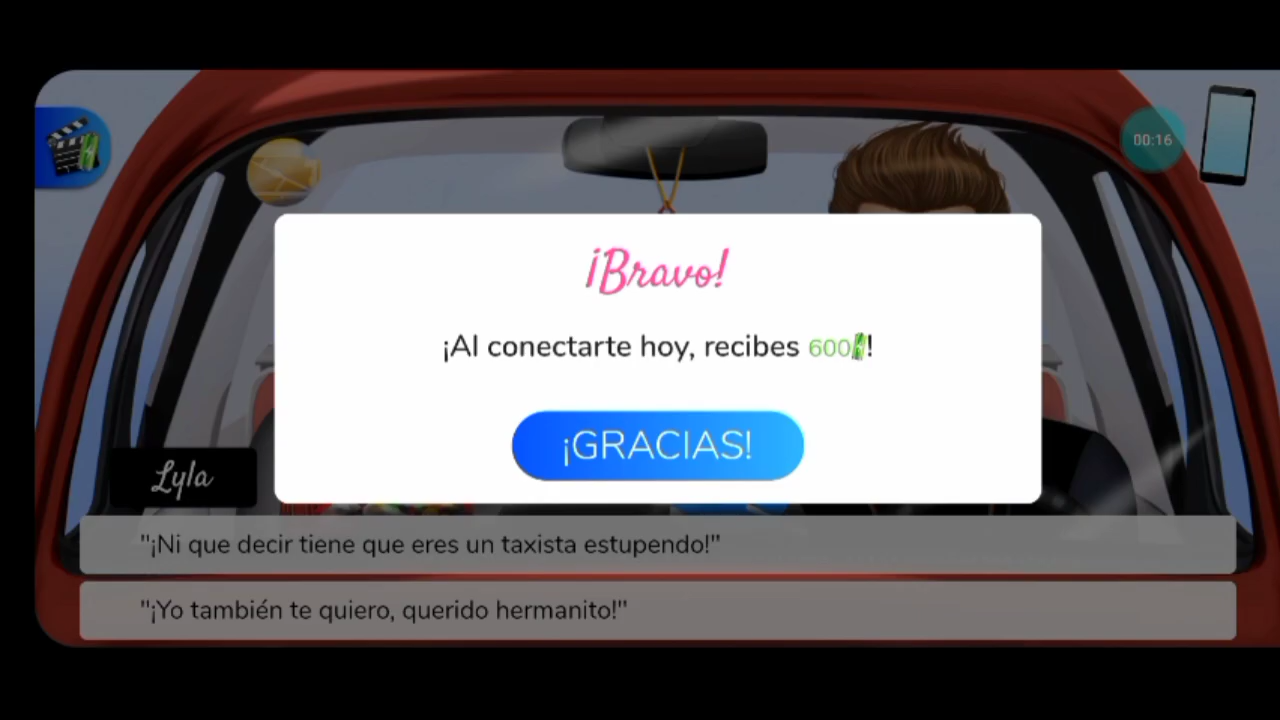 00:16
¡Bravo!
¡Al conectarte hoy, recibes 600!
¡GRACIAS!
Lyla
"¡Ni que decir tiene que eres un taxista estupendo!"
"¡Yo también te quiero, querido hermanito!"